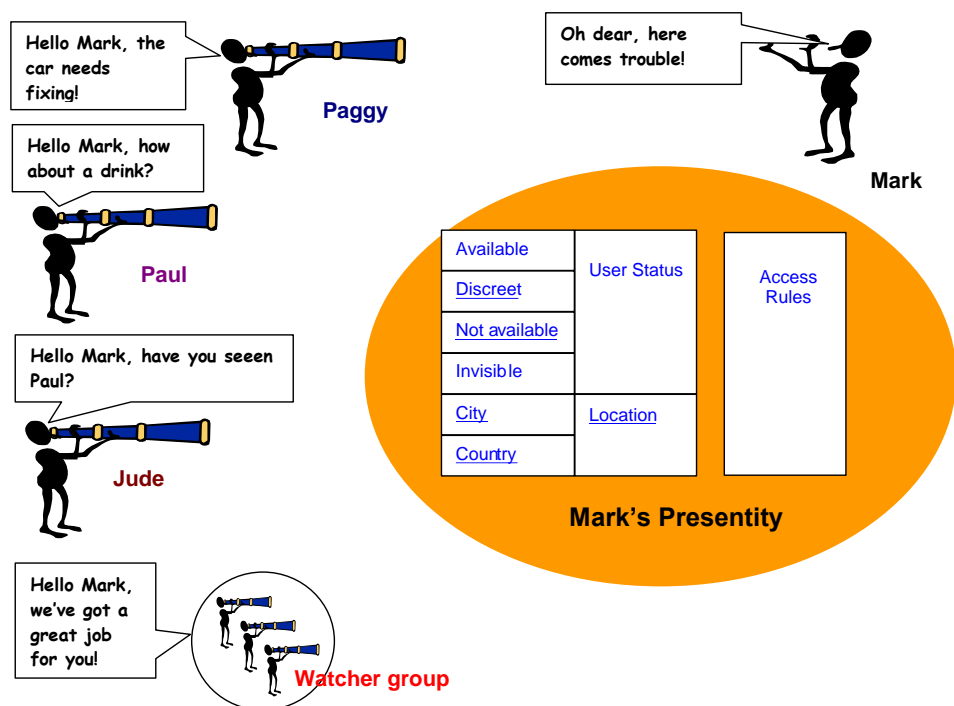 Hello Mark, the
car needs
fixing!
Paggy
Oh dear, here
comes trouble!
Mark
Hello Mark, how
about a drink?
Paul
Hello Mark, have you seeen
Paul?
Jude
Hello Mark,
we've got a
great job
for you!
Watcher group
Available
Discreet
Not available
Invisible
City
Country
User Status
Location
Access
Rules
Mark's Presentity